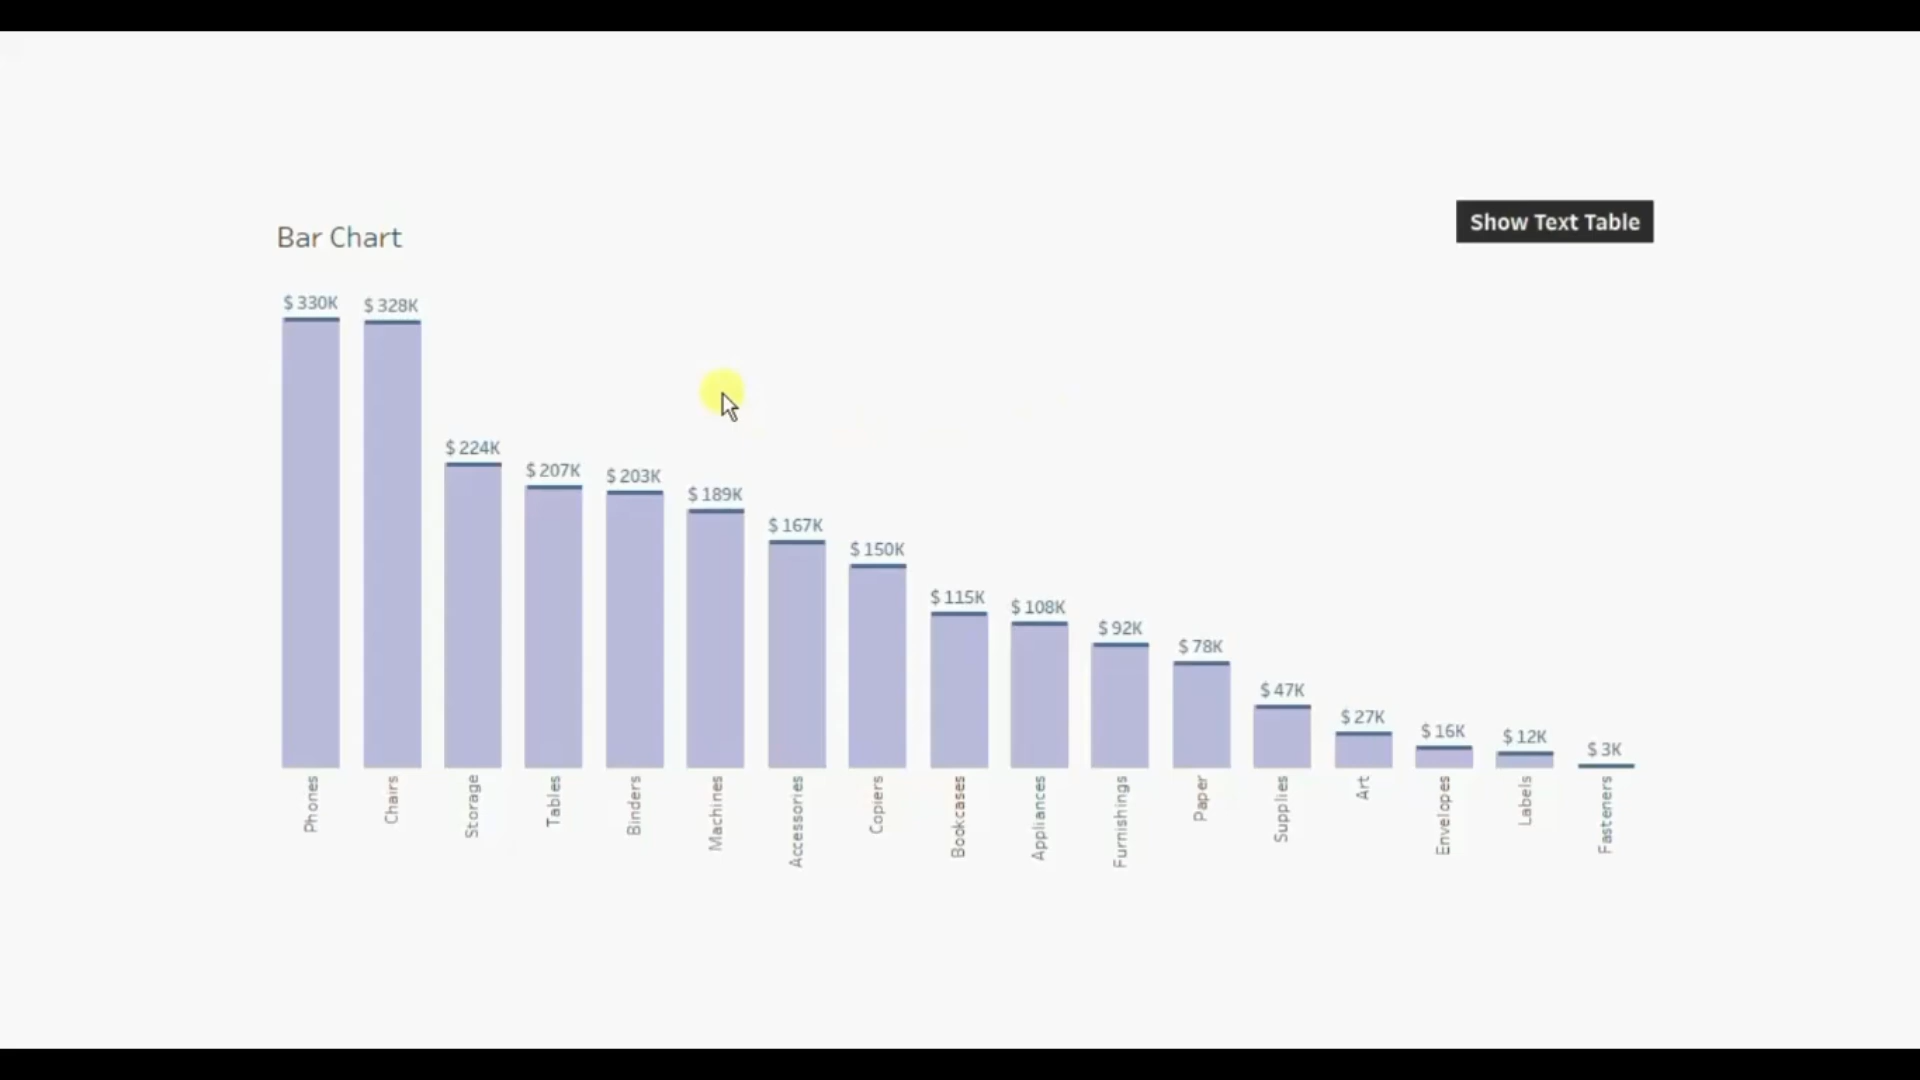 Show Text Table
Bar Chart
$ 330K
$ 328K
$ 224K
$ 207K
$ 203K
$ 189K
$ 167K
$ 150K
$ 115K
$ 108K
$ 92K
$ 78K
$ 47K
$ 27K
$ 16K
$ 12K
$ 3K
Phones
Chairs
Storage
Tables
Binders
Machines
Accessories
Copiers
Bookcases
Appliances
Furnishings
Paper
Supplies
Art
Envelopes
Labels
Fasteners